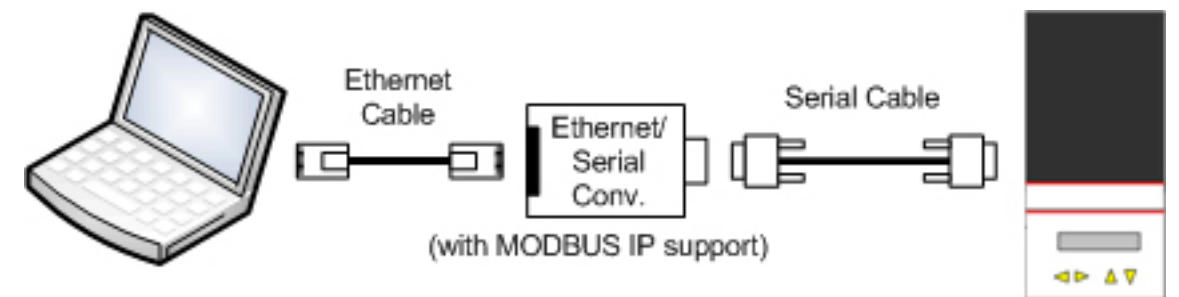 Ethernet
Cable
Ethernet/
Serial
Conv.
Serial Cable
(with MODBUS IP support)